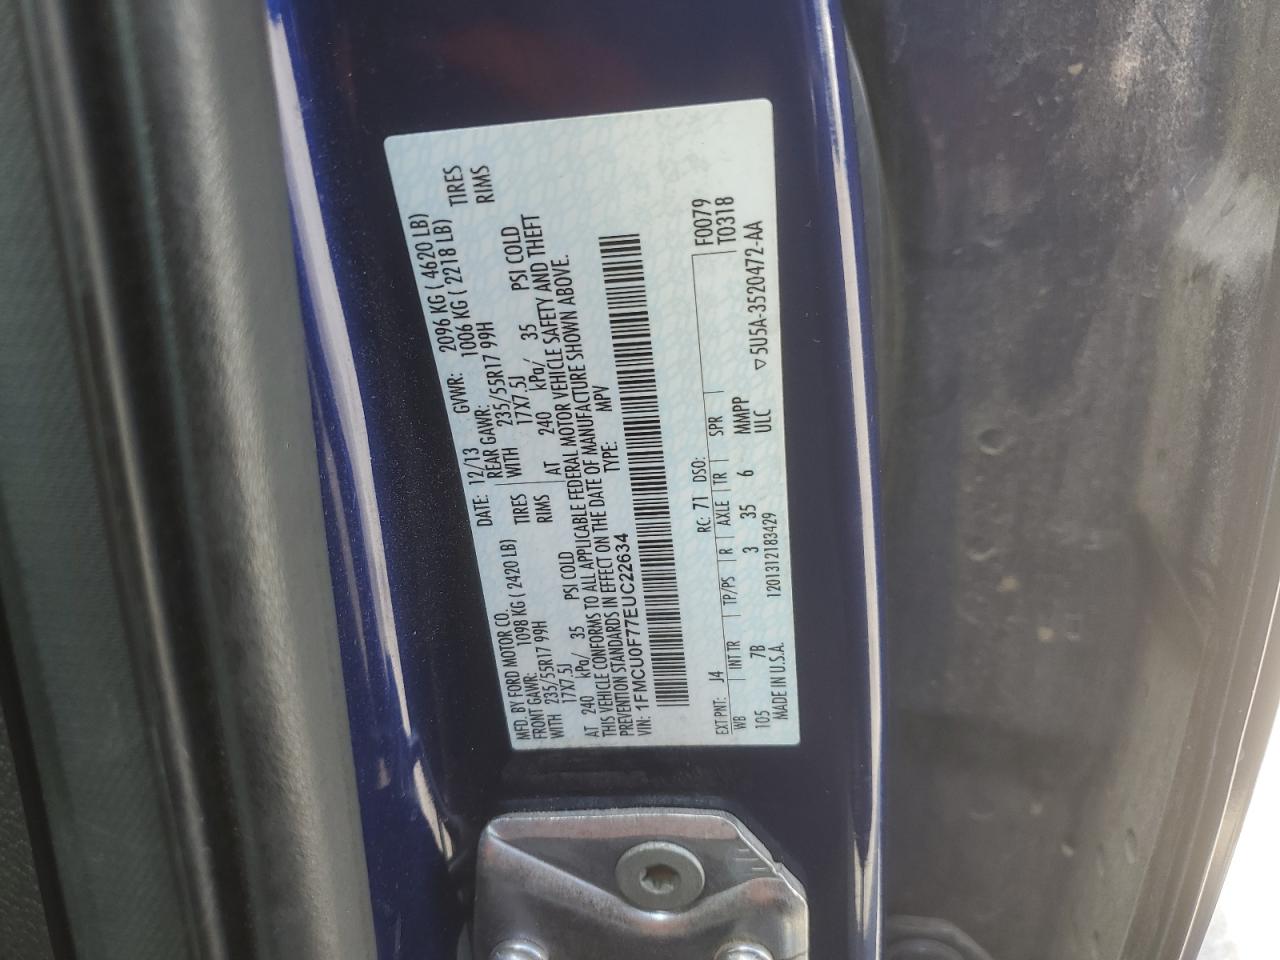 MFD. BY FORD MOTOR CO.
DATE: 12/13 GVWR: 2096 KG ( 4620 LB)
FRONT GAWR: 1098 KG ( 2420 LB) REAR GAWR: 1006 KG ( 2218 LB)
WITH 235/55R17 99H TIRES WITH 235/55R17 99H TIRES
17X7.5J RIMS 17X7.5J RIMS
AT 240 kPa/ 35 PSI COLD AT 240 kPa/ 35 PSI COLD
THIS VEHICLE CONFORMS TO ALL APPLICABLE FEDERAL MOTOR VEHICLE SAFETY AND THEFT
PREVENTION STANDARDS IN EFFECT ON THE DATE OF MANUFACTURE SHOWN ABOVE.
VIN: 1FMCU0F77EUC22634 TYPE: MPV
F0079
EXT PNT: J4 RC: 71 DSO: T0318
WB INT TR TP/PS R AXLE TR SPR
105 7B 3 35 6 MMPP
ULC ▽5U5A-3520472-AA
MADE IN U.S.A. 1201312183429